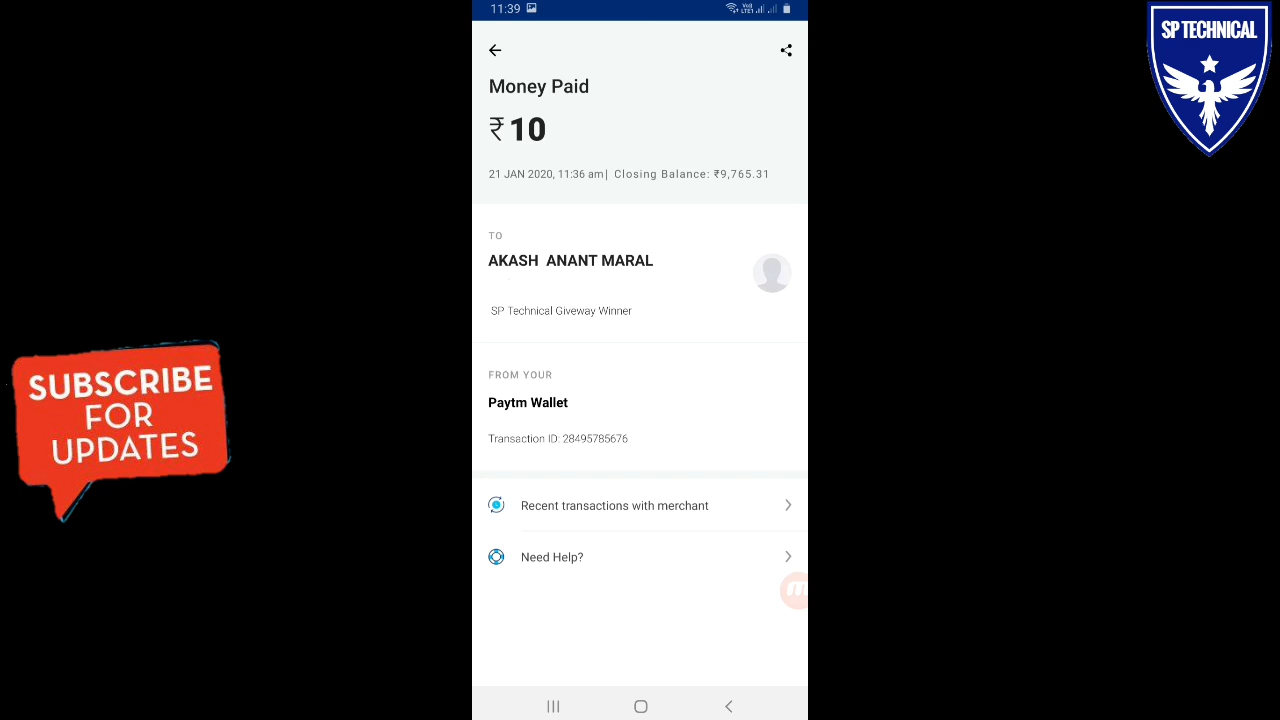 11:39
SP TECHNICAL
Money Paid
₹10
21 JAN 2020, 11:36 am| Closing Balance: ₹9,765.31
TO
AKASH  ANANT MARAL
SP Technical Giveway Winner
FROM YOUR
Paytm Wallet
Transaction ID: 28495785676
Recent transactions with merchant
Need Help?
SUBSCRIBE
FOR
UPDATES